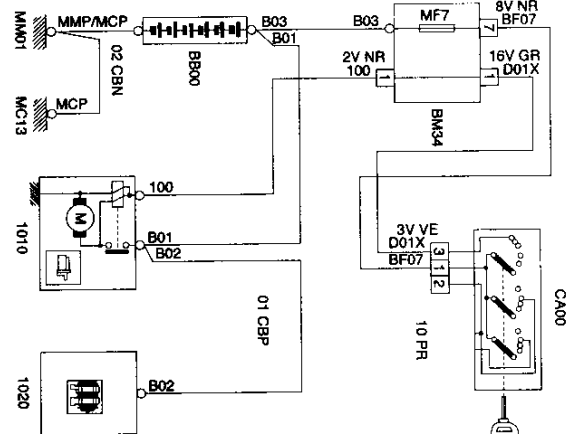 MM01
MMP/MCP
02 CBN
MC13
MCP
BB00
B03
B01
B03
MF7
7
8V NR
BF07
2V NR
100
1
1
16V GR
D01X
BM34
100
M
1010
B01
B02
01 CBP
3V VE
D01X
BF07
3
1
2
10 PR
CA00
1020
B02